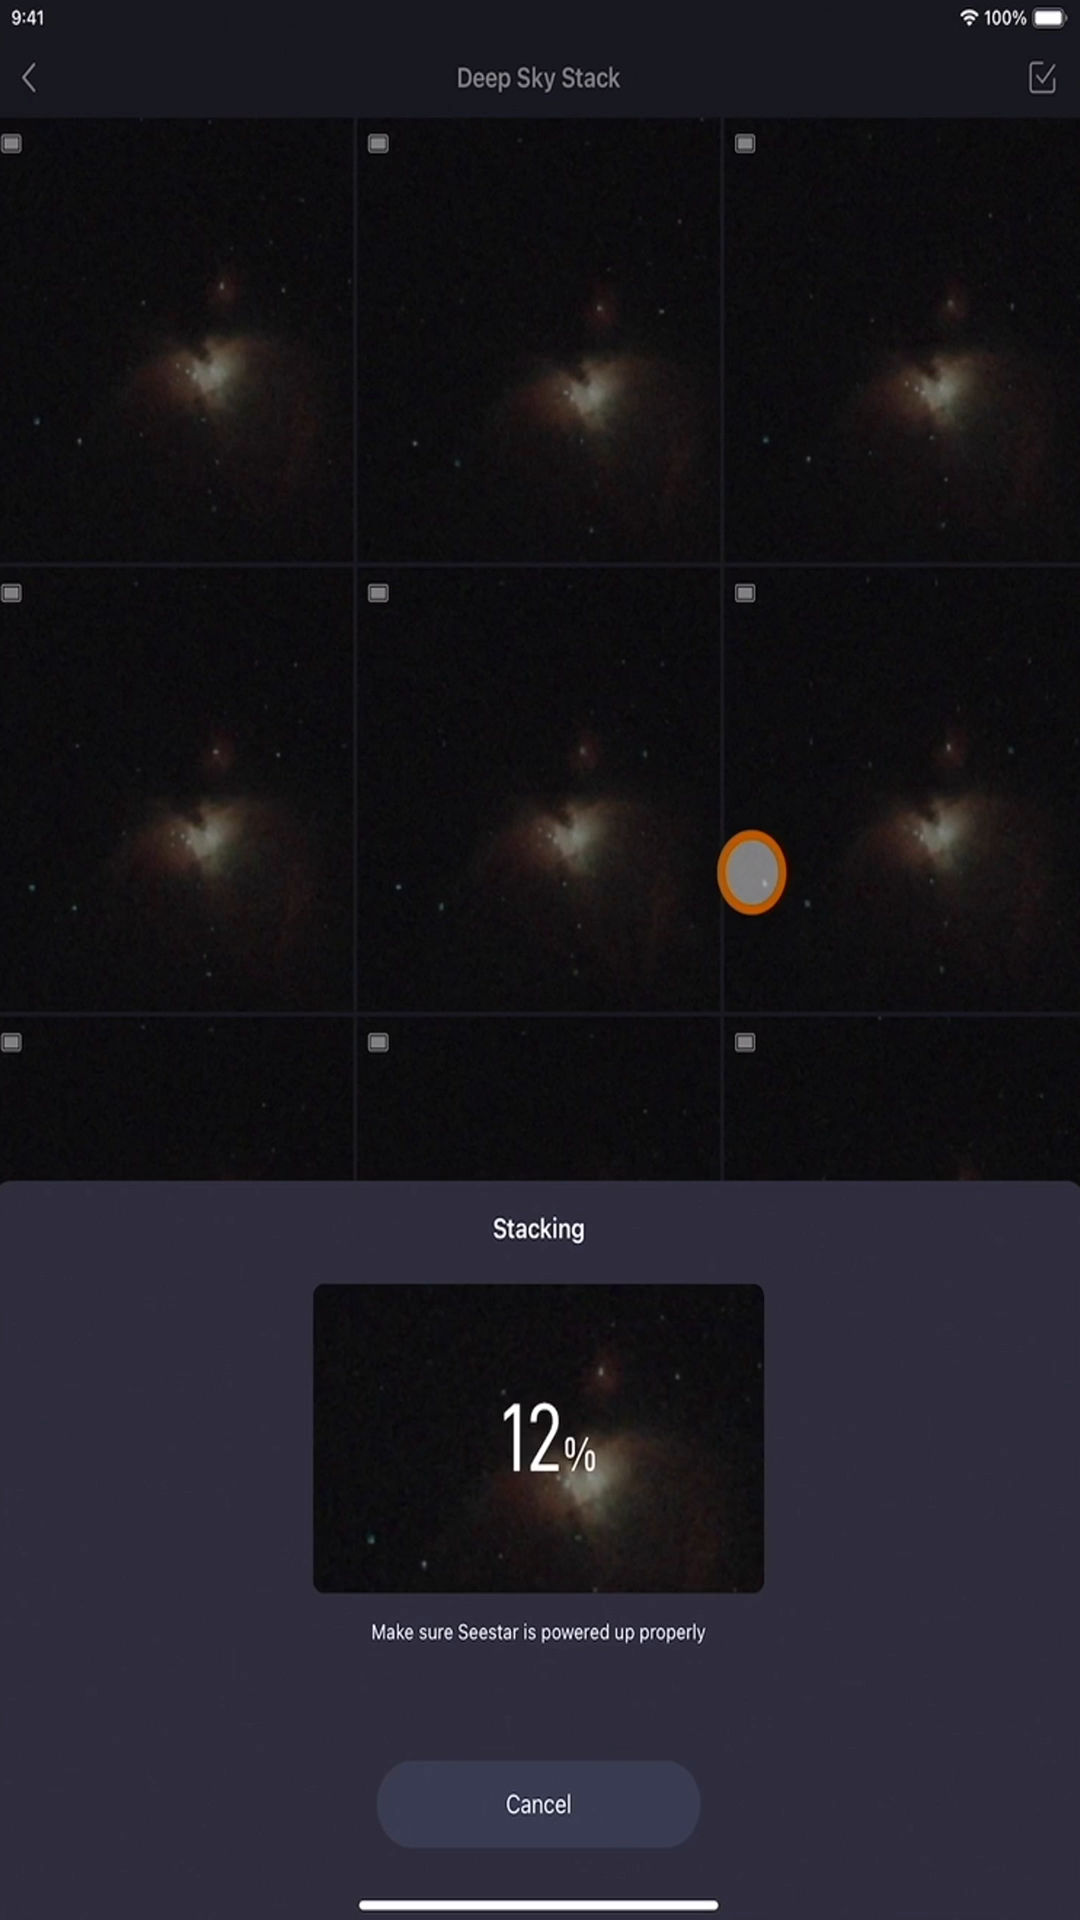 9:41
100%
Deep Sky Stack
Stacking
12%
Make sure Seestar is powered up properly
Cancel